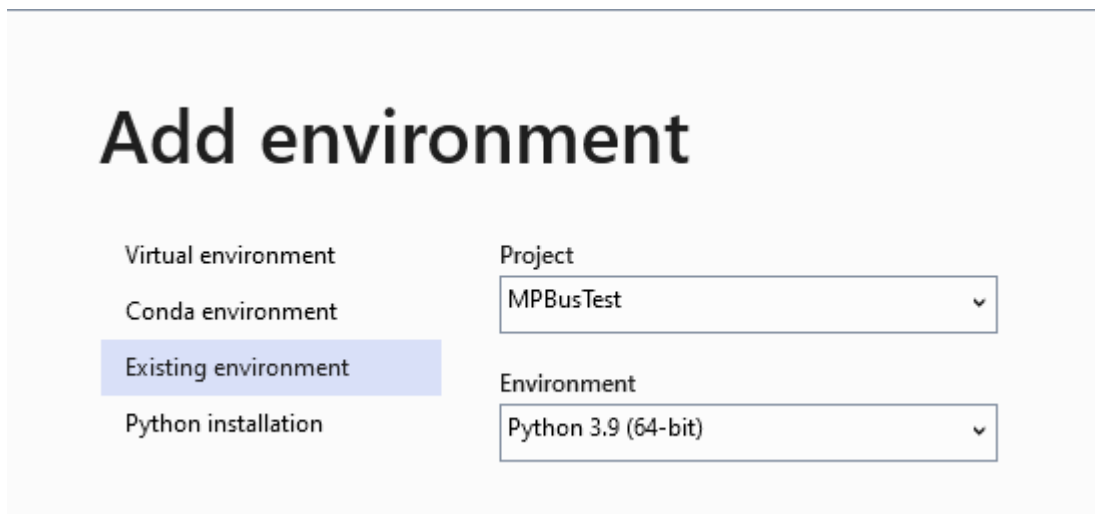 Add environment
Virtual environment
Conda environment
Existing environment
Python installation
Project
MPBusTest
Environment
Python 3.9 (64-bit)